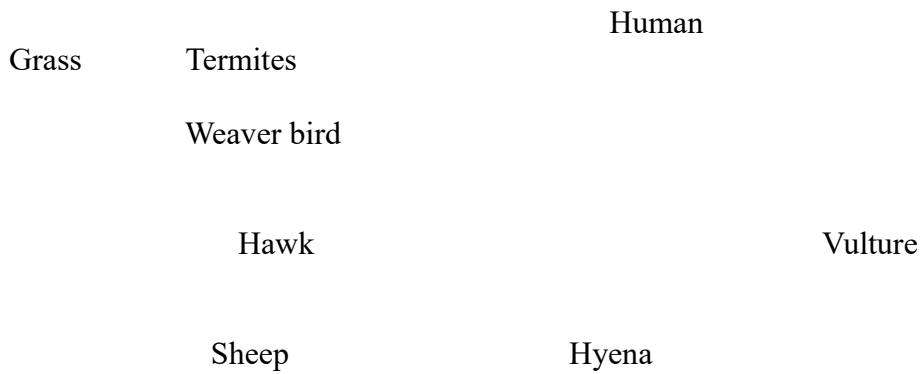 Human
Grass Termites
Weaver bird
Hawk Vulture
Sheep Hyena